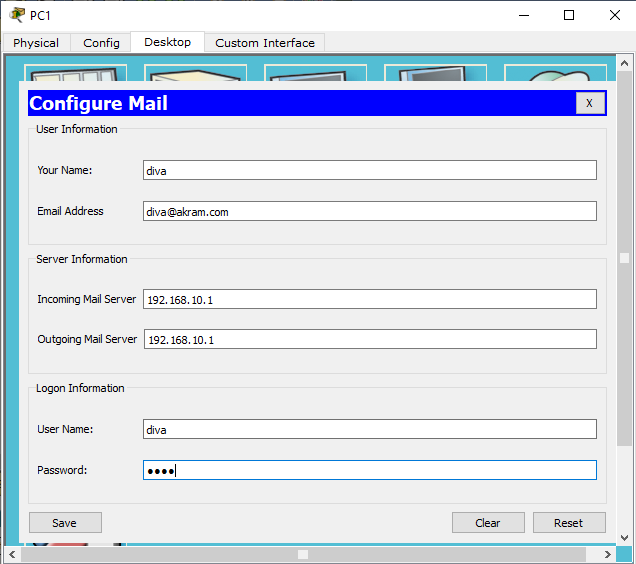 PC1
Physical Config Desktop Custom Interface
Configure Mail X
User Information
Your Name: diva
Email Address diva@akram.com
Server Information
Incoming Mail Server 192.168.10.1
Outgoing Mail Server 192.168.10.1
Logon Information
User Name: diva
Password: ●●●●
Save Clear Reset